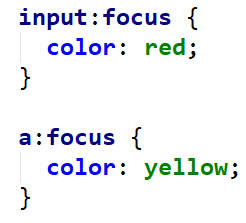 input:focus {
  color: red;
}

a:focus {
  color: yellow;
}